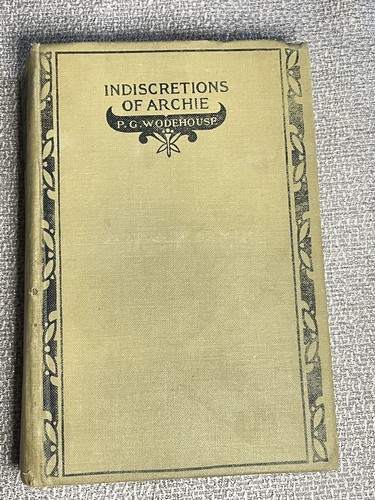 INDISCRETIONS
OF ARCHIE
P. G. WODEHOUSE